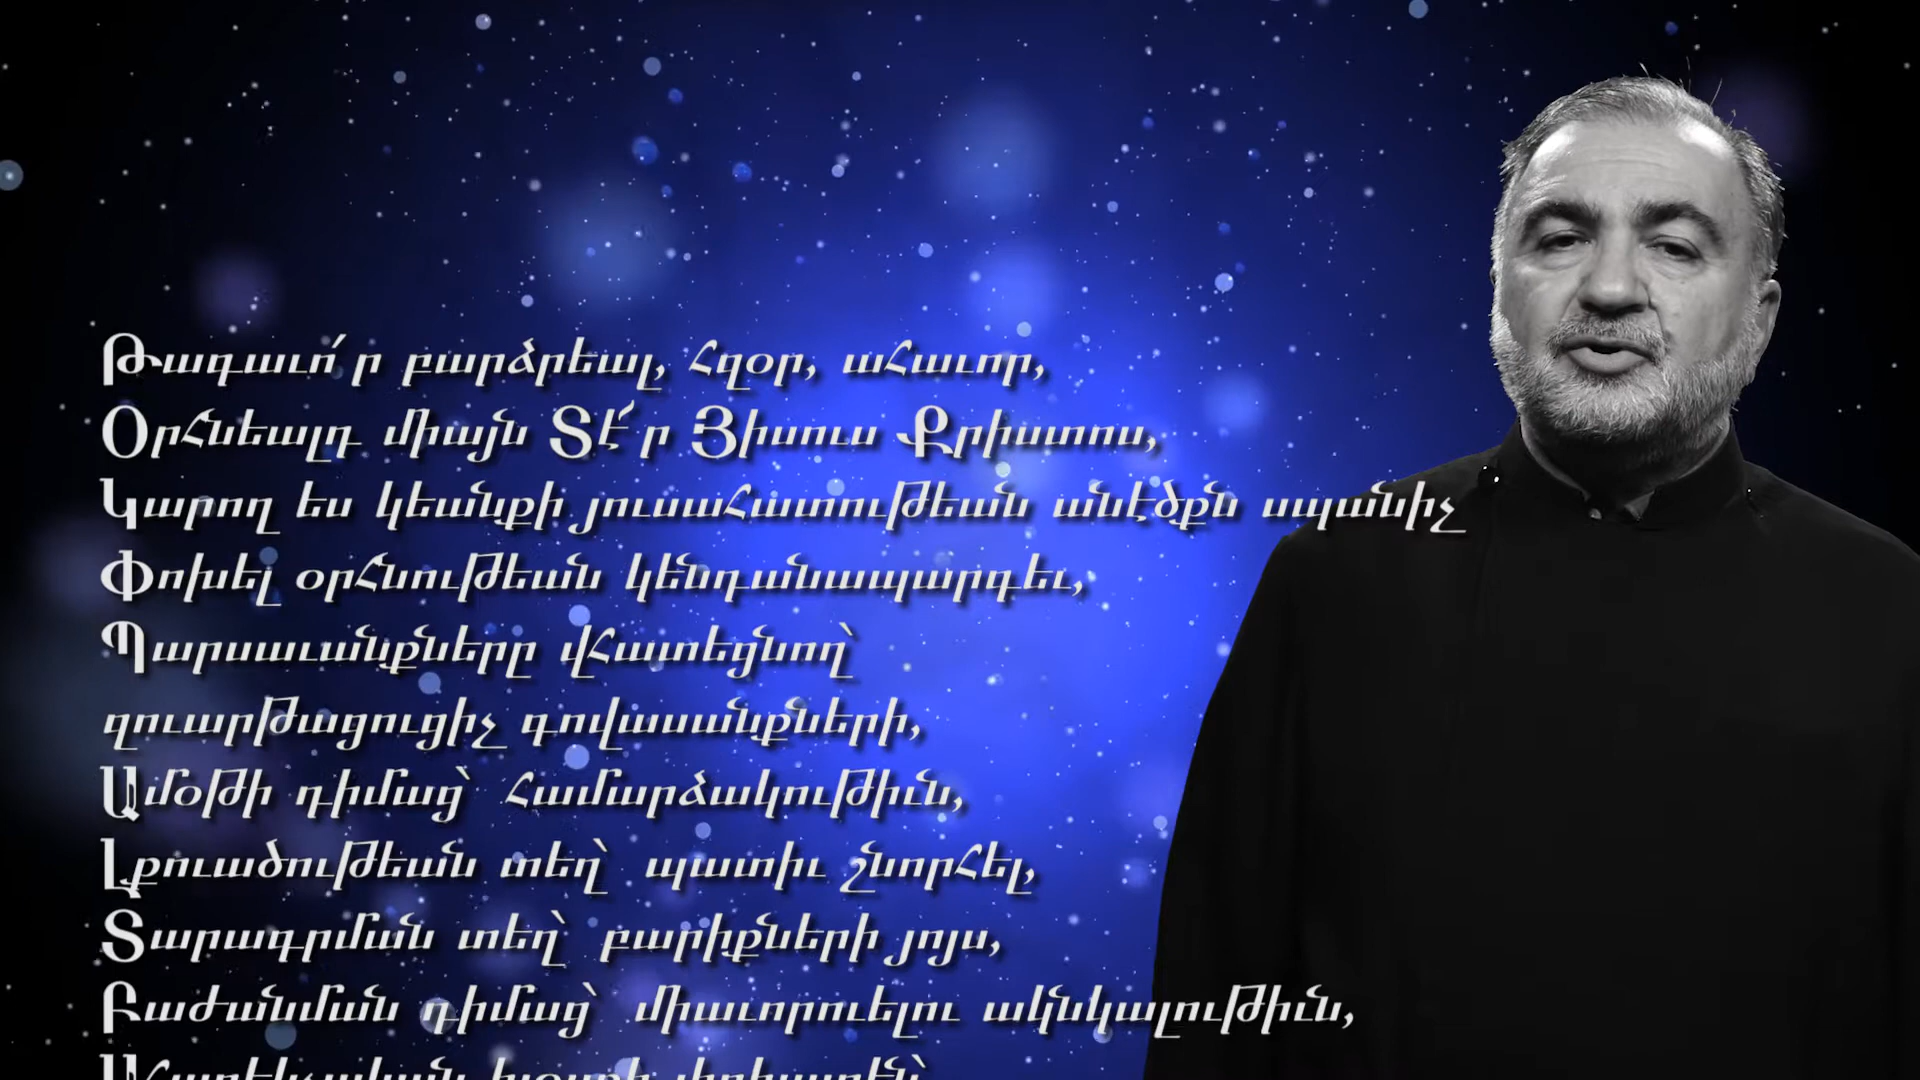 Թագաւո՛ր բարձրեալ, հզօր, ահաւոր,
Օրհնեալդ միայն Տէ՛ր Յիսուս Քրիստոս,
Կարող ես կեանքի յուսահատութեան անէծքն սպանիչ
Փոխել օրհնութեան կենդանապարգեւ,
Պարսաւանքները վհատեցնող՝
զուարթացուցիչ գովասանքների,
Ամօթի դիմաց՝ համարձակութիւն,
Լքուածութեան տեղ՝ պատիւ շնորհել,
Տարագրման տեղ՝ բարիքների յոյս,
Բաժանման դիմաց՝ միաւորուելու ակնկալութիւն,